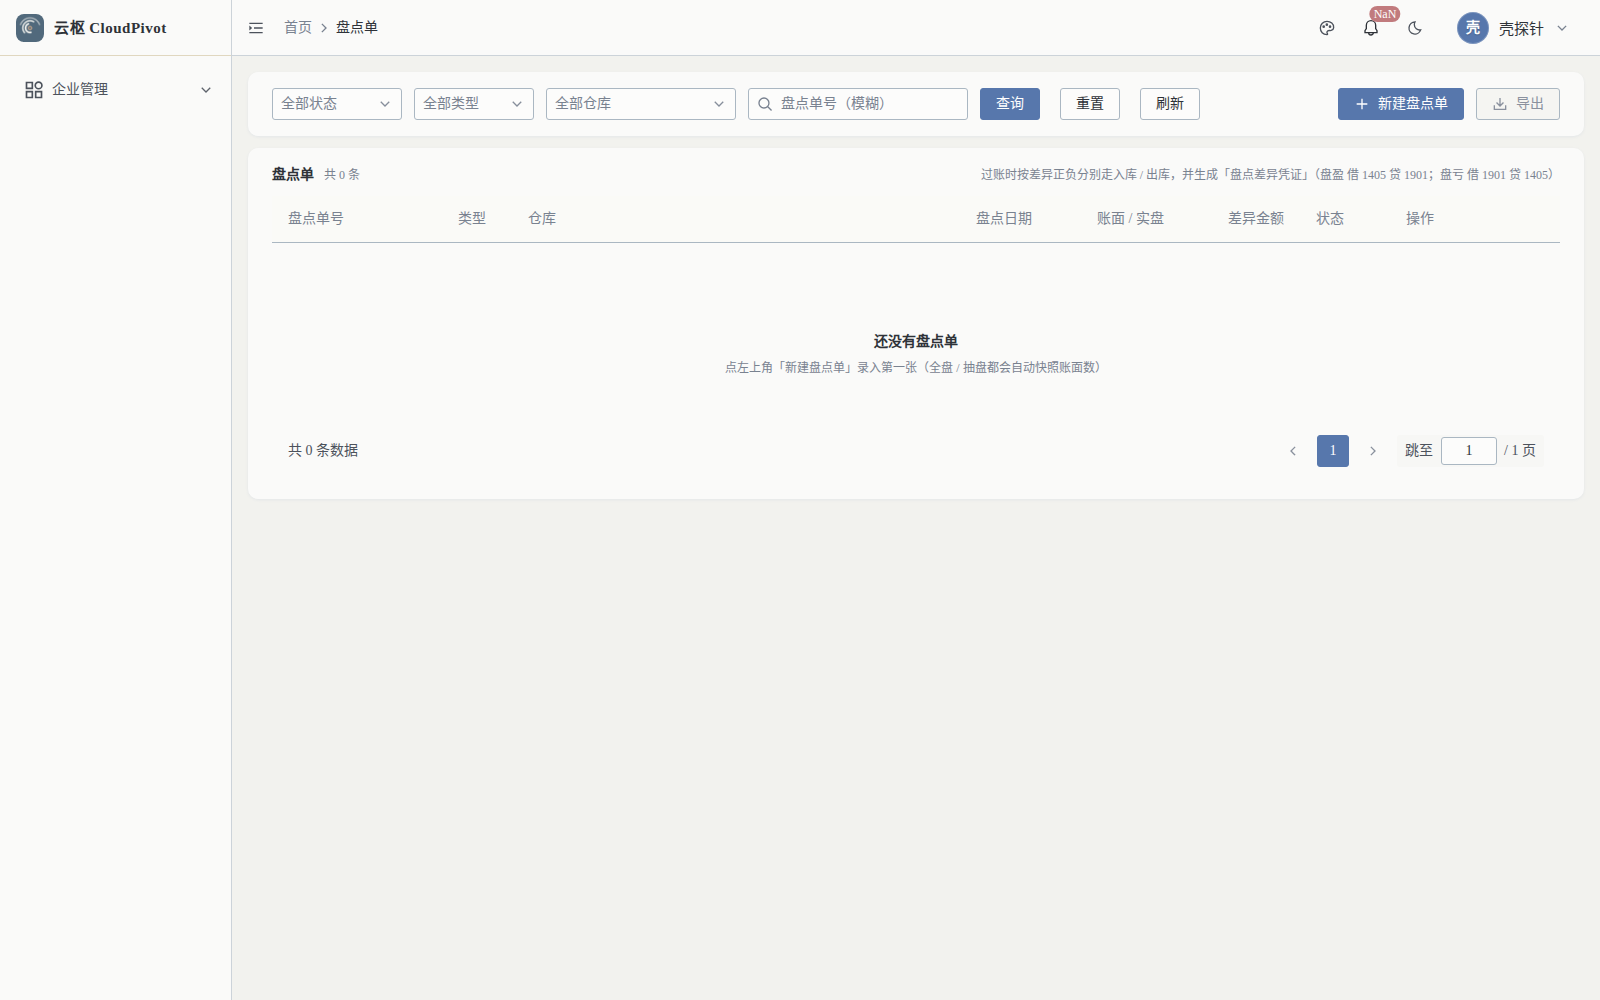 云枢 CloudPivot
首页 > 盘点单
NaN
壳 壳探针
企业管理
全部状态 全部类型 全部仓库 盘点单号（模糊） 查询 重置 刷新 新建盘点单 导出
盘点单 共 0 条 过账时按差异正负分别走入库 / 出库，并生成「盘点差异凭证」（盘盈 借 1405 贷 1901；盘亏 借 1901 贷 1405）
盘点单号 类型 仓库 盘点日期 账面 / 实盘 差异金额 状态 操作
还没有盘点单
点左上角「新建盘点单」录入第一张（全盘 / 抽盘都会自动快照账面数）
共 0 条数据 1 跳至 1 / 1 页